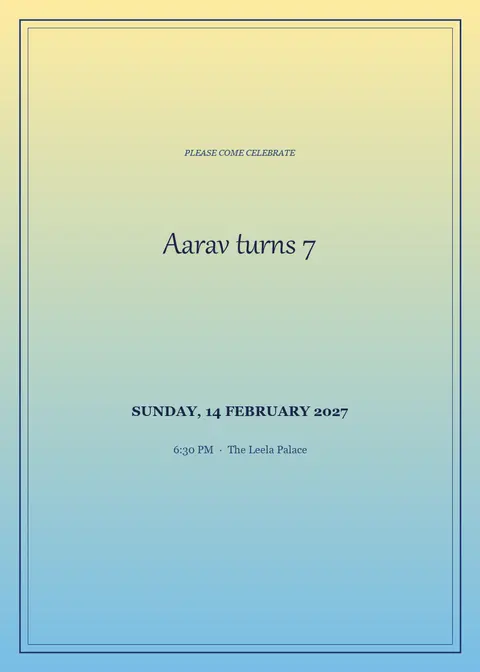 PLEASE COME CELEBRATE
Aarav turns 7
SUNDAY, 14 FEBRUARY 2027
6:30 PM · The Leela Palace